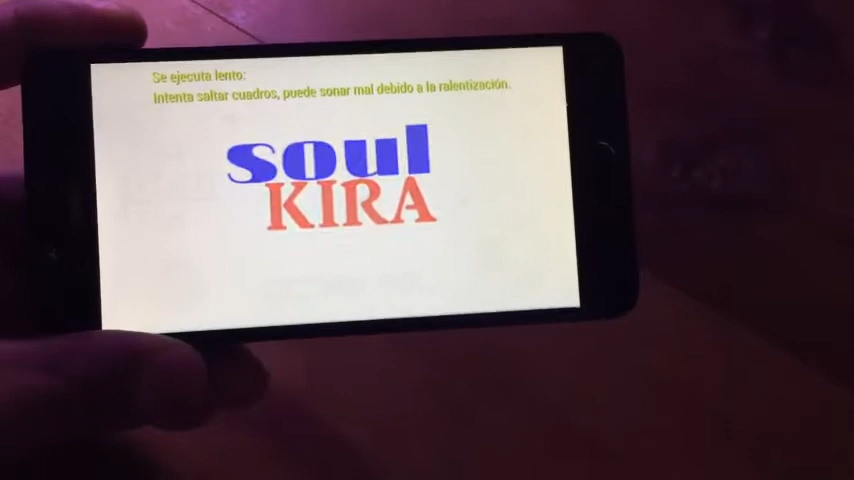 Se ejecuta lento:
Intenta saltar cuadros, puede sonar mal debido a la ralentización.
soul
KIRA